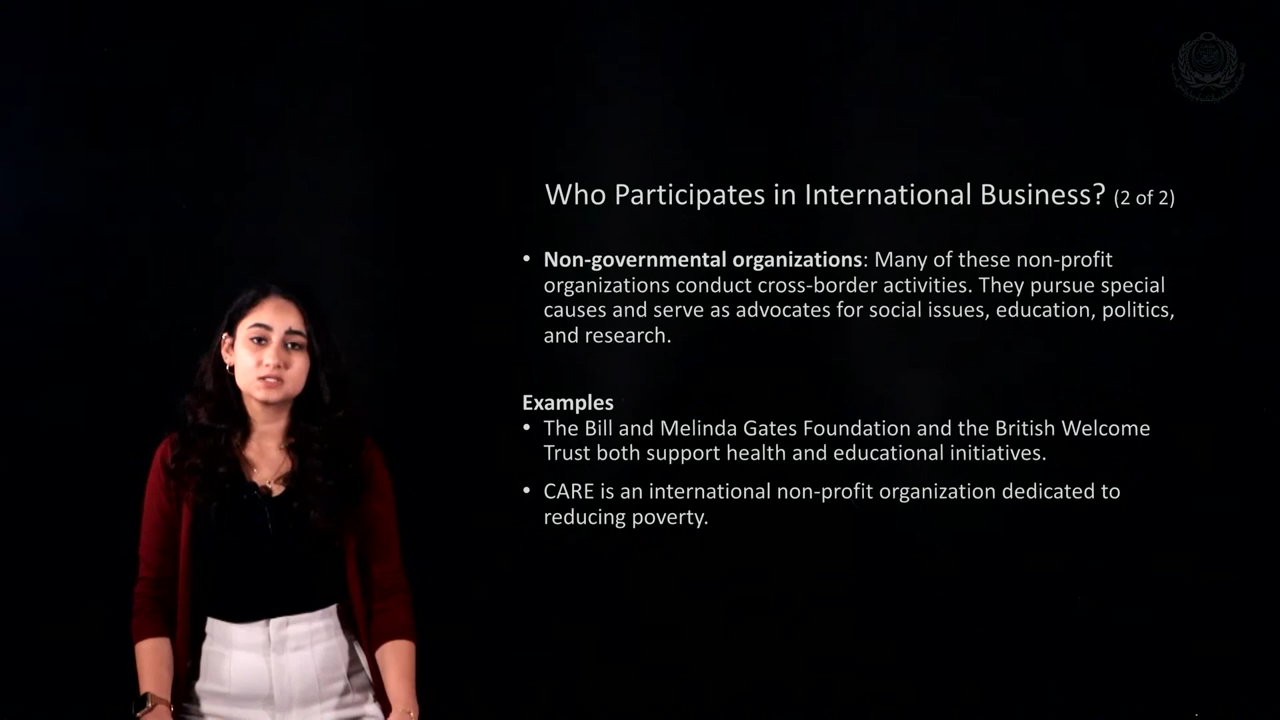 Who Participates in International Business? (2 of 2)
• Non-governmental organizations: Many of these non-profit
organizations conduct cross-border activities. They pursue special
causes and serve as advocates for social issues, education, politics,
and research.
Examples
• The Bill and Melinda Gates Foundation and the British Welcome
Trust both support health and educational initiatives.
• CARE is an international non-profit organization dedicated to
reducing poverty.